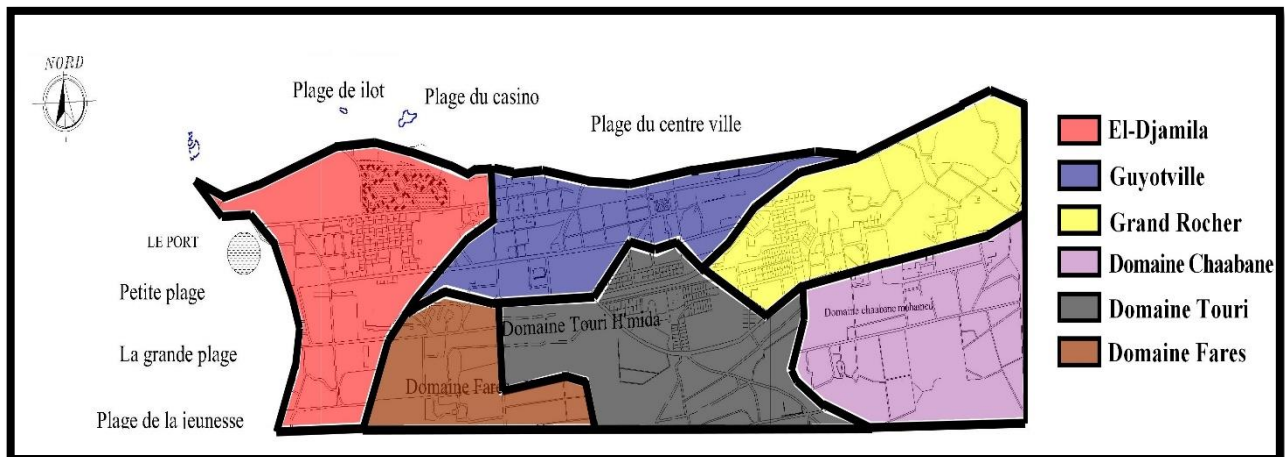 NORD
Plage de ilot
Plage du casino
Plage du centre ville
LE PORT
Petite plage
La grande plage
Plage de la jeunesse
Domaine Touri H'mida
Domaine Fares
Domainde chaabane mohamed
El-Djamila
Guyotville
Grand Rocher
Domaine Chaabane
Domaine Touri
Domaine Fares